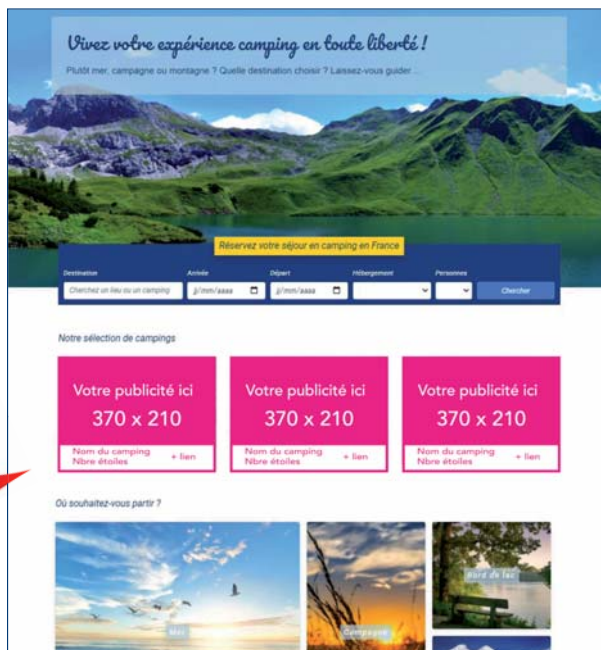 Vivez votre expérience camping en toute liberté !
Plutôt mer, campagne ou montagne ? Quelle destination choisir ? Laissez-vous guider ...
Réservez votre séjour en camping en France
Destination Arrivée Départ Hébergement Personnes
Cherchez un lieu ou un camping jj/mm/aaaa jj/mm/aaaa Chercher
Notre sélection de campings
Votre publicité ici Votre publicité ici Votre publicité ici
370 x 210 370 x 210 370 x 210
Nom du camping + lien Nom du camping + lien Nom du camping + lien
Nbre étoiles Nbre étoiles Nbre étoiles
Où souhaitez-vous partir ?
Bord de lac
Mer Campagne